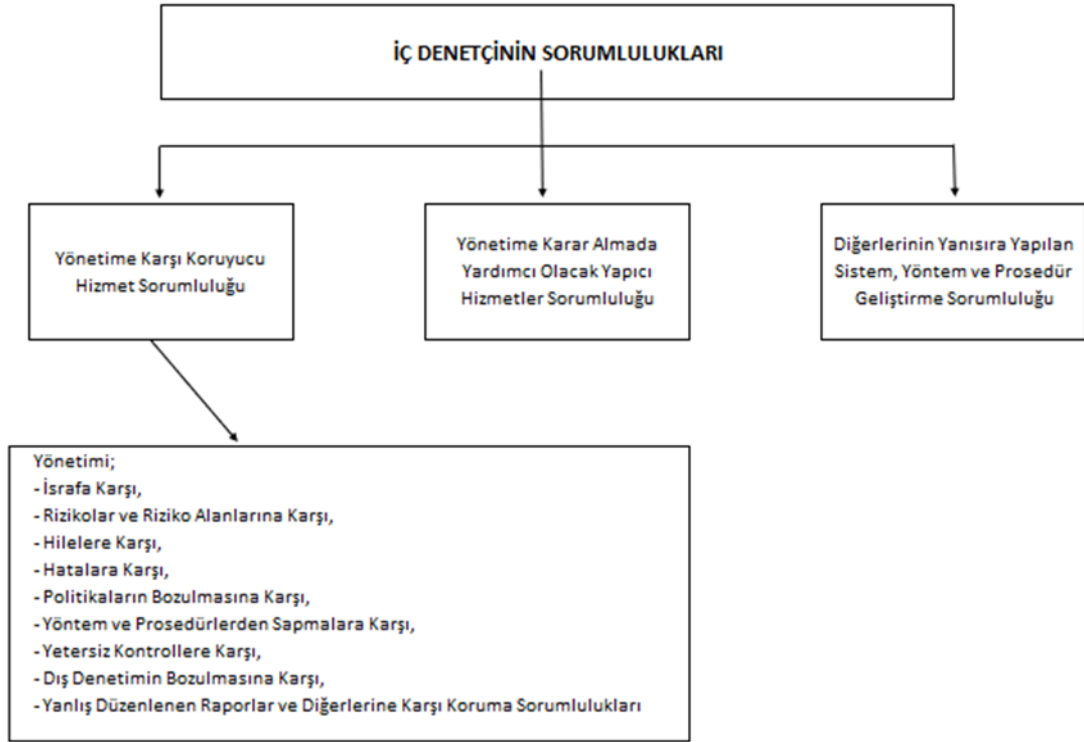 İÇ DENETÇİNİN SORUMLULUKLARI
Yönetime Karşı Koruyucu
Hizmet Sorumluluğu
Yönetime Karar Almada
Yardımcı Olacak Yapıcı
Hizmetler Sorumluluğu
Diğerlerinin Yanısıra Yapılan
Sistem, Yöntem ve Prosedür
Geliştirme Sorumluluğu
Yönetimi;
- İsrafa Karşı,
- Rizikolar ve Riziko Alanlarına Karşı,
- Hilelere Karşı,
- Hatalara Karşı,
- Politikaların Bozulmasına Karşı,
- Yöntem ve Prosedürlerden Sapmalara Karşı,
- Yetersiz Kontrollere Karşı,
- Dış Denetimin Bozulmasına Karşı,
- Yanlış Düzenlenen Raporlar ve Diğerlerine Karşı Koruma Sorumlulukları